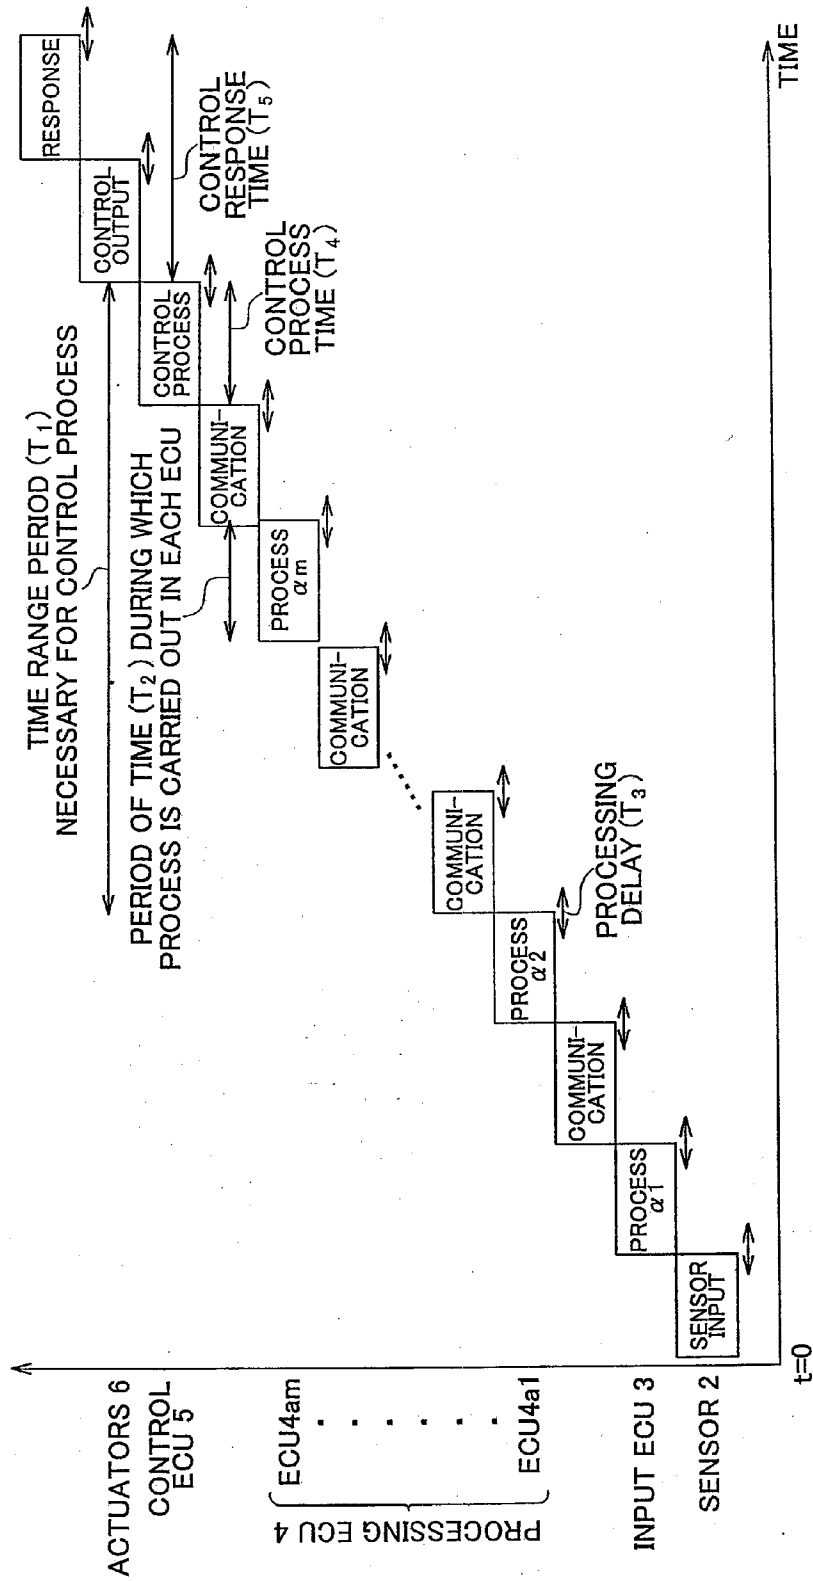 TIME RANGE PERIOD (T1)
NECESSARY FOR CONTROL PROCESS
PERIOD OF TIME (T2) DURING WHICH
PROCESS IS CARRIED OUT IN EACH ECU
ACTUATORS 6
CONTROL
ECU 5
PROCESSING ECU 4
ECU4am
ECU4a1
INPUT ECU 3
SENSOR 2
SENSOR
INPUT
PROCESS
α1
COMMUNI-
CATION
PROCESS
α2
COMMUNI-
CATION
PROCESSING
DELAY (T3)
COMMUNI-
CATION
PROCESS
αm
COMMUNI-
CATION
CONTROL
PROCESS
CONTROL
PROCESS
TIME (T4)
CONTROL
OUTPUT
RESPONSE
CONTROL
RESPONSE
TIME (T5)
t=0
TIME